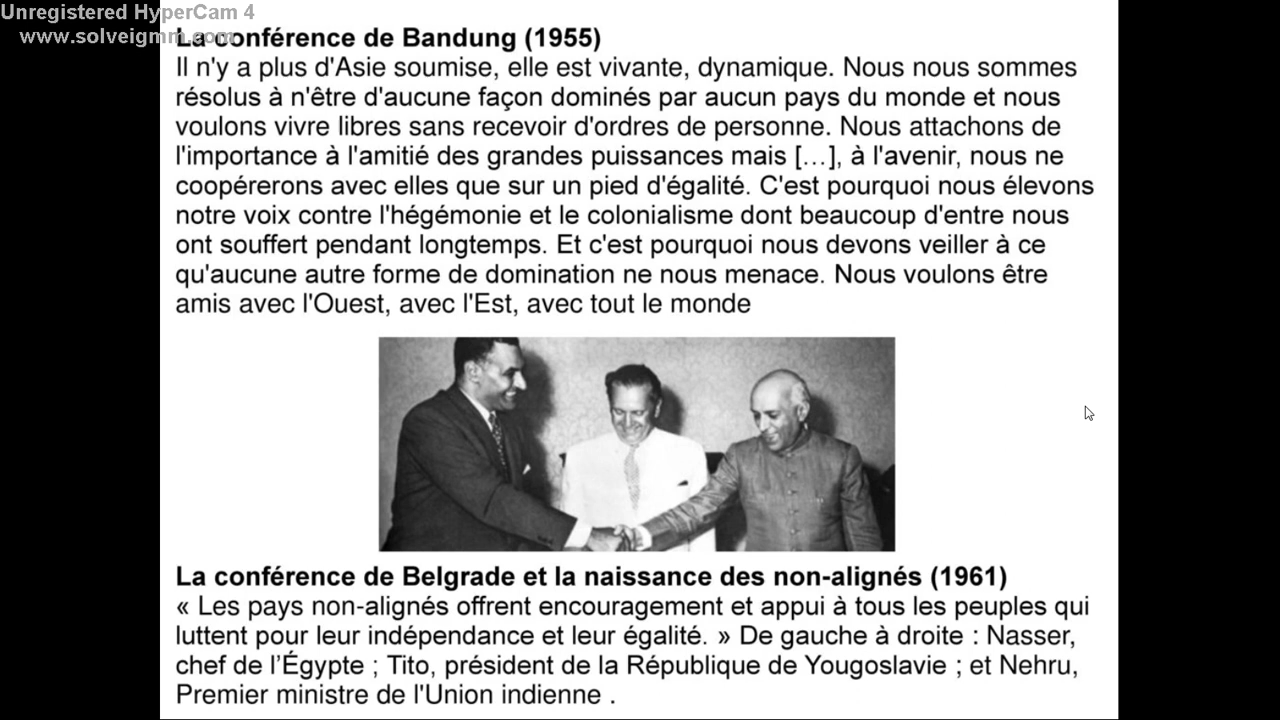 Unregistered HyperCam 4
www.solveigmm.com
La conférence de Bandung (1955)
Il n'y a plus d'Asie soumise, elle est vivante, dynamique. Nous nous sommes
résolus à n'être d'aucune façon dominés par aucun pays du monde et nous
voulons vivre libres sans recevoir d'ordres de personne. Nous attachons de
l'importance à l'amitié des grandes puissances mais […], à l'avenir, nous ne
coopérerons avec elles que sur un pied d'égalité. C'est pourquoi nous élevons
notre voix contre l'hégémonie et le colonialisme dont beaucoup d'entre nous
ont souffert pendant longtemps. Et c'est pourquoi nous devons veiller à ce
qu'aucune autre forme de domination ne nous menace. Nous voulons être
amis avec l'Ouest, avec l'Est, avec tout le monde
La conférence de Belgrade et la naissance des non-alignés (1961)
« Les pays non-alignés offrent encouragement et appui à tous les peuples qui
luttent pour leur indépendance et leur égalité. » De gauche à droite : Nasser,
chef de l’Égypte ; Tito, président de la République de Yougoslavie ; et Nehru,
Premier ministre de l'Union indienne .